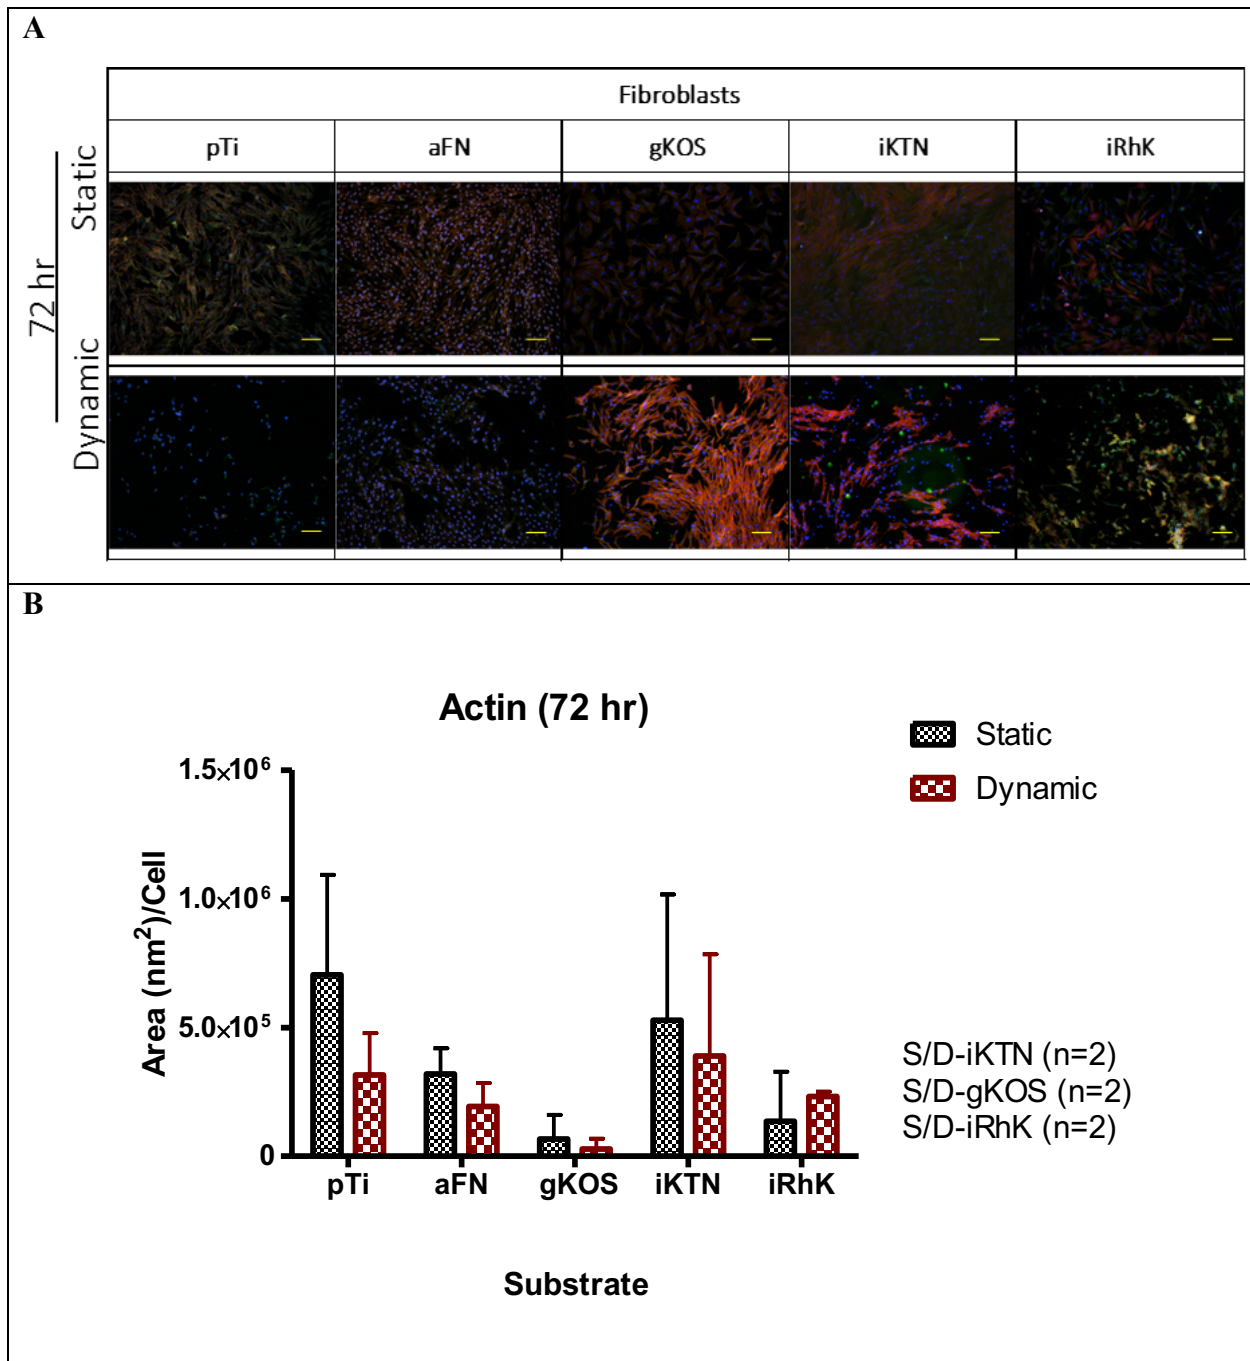 A
Fibroblasts
pTi aFN gKOS iKTN iRhK
72 hr
Static
Dynamic
B
Actin (72 hr)
Static
Dynamic
1.5×10⁶
1.0×10⁶
5.0×10⁵
0
Area (nm²)/Cell
pTi aFN gKOS iKTN iRhK
Substrate
S/D-iKTN (n=2)
S/D-gKOS (n=2)
S/D-iRhK (n=2)